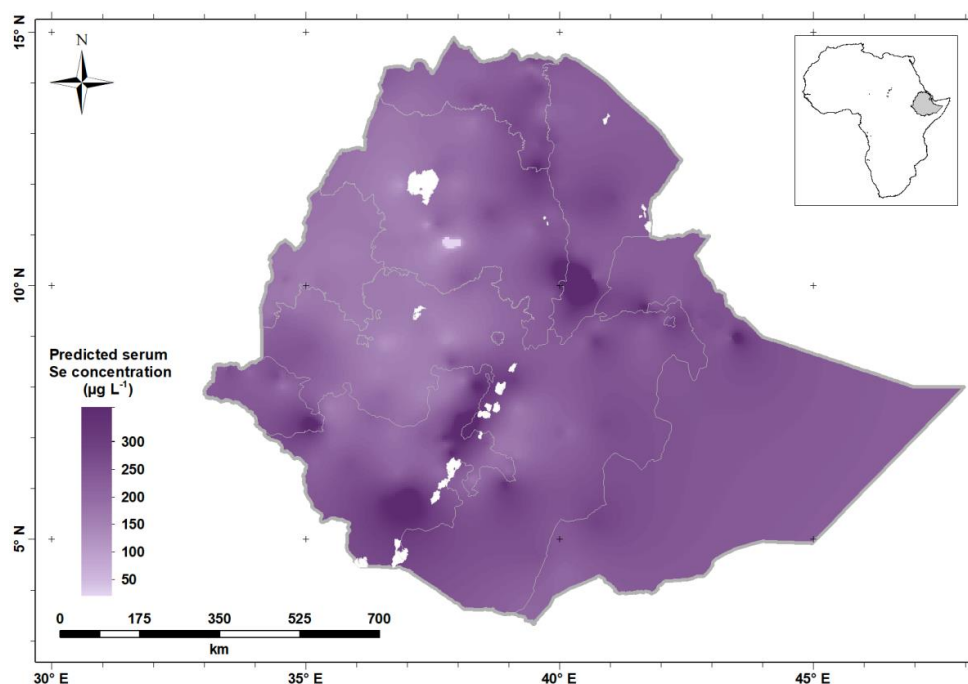 15° N
N
10° N
Predicted serum
Se concentration
(µg L⁻¹)
350
300
250
200
150
100
50
5° N
0 175 350 525 700
km
30° E 35° E 40° E 45° E